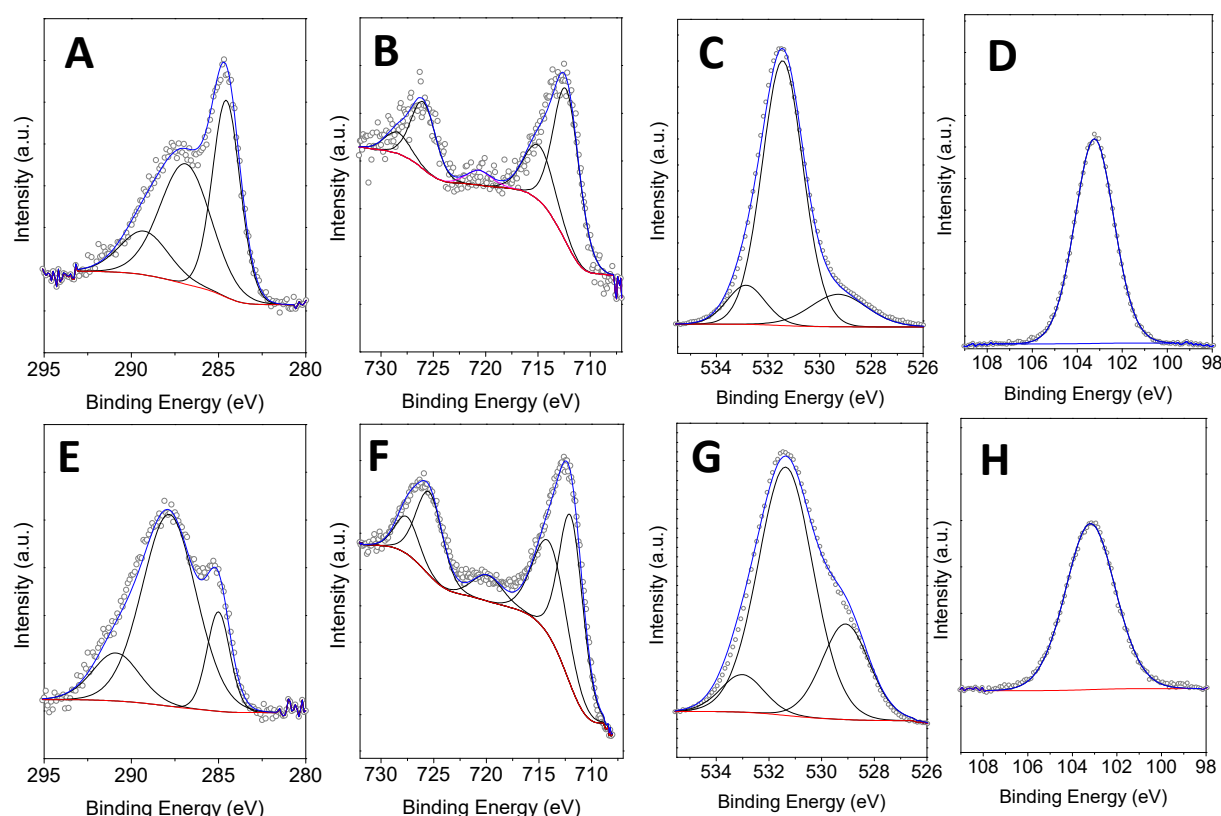 A
B
C
D
Intensity (a.u.)
Intensity (a.u.)
Intensity (a.u.)
Intensity (a.u.)
295 290 285 280
730 725 720 715 710
534 532 530 528 526
108 106 104 102 100 98
Binding Energy (eV)
Binding Energy (eV)
Binding Energy (eV)
Binding Energy (eV)
E
F
G
H
Intensity (a.u.)
Intensity (a.u.)
Intensity (a.u.)
Intensity (a.u.)
295 290 285 280
730 725 720 715 710
534 532 530 528 526
108 106 104 102 100 98
Binding Energy (eV)
Binding Energy (eV)
Binding Energy (eV)
Binding Energy (eV)